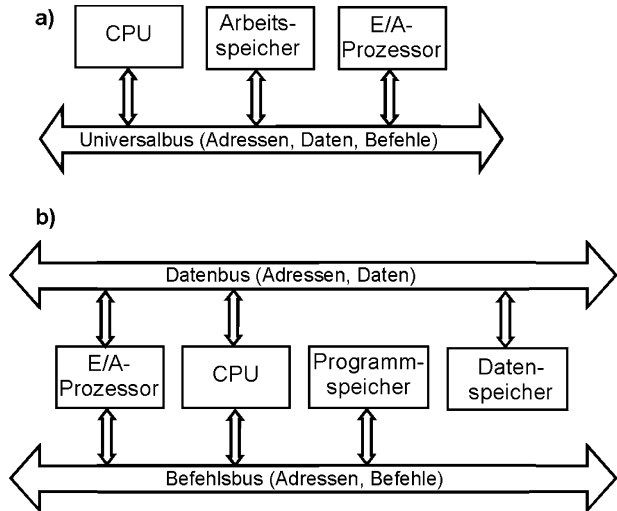 a)
CPU
Arbeits-
speicher
E/A-
Prozessor
Universalbus (Adressen, Daten, Befehle)
b)
Datenbus (Adressen, Daten)
E/A-
Prozessor
CPU
Programm-
speicher
Daten-
speicher
Befehlsbus (Adressen, Befehle)